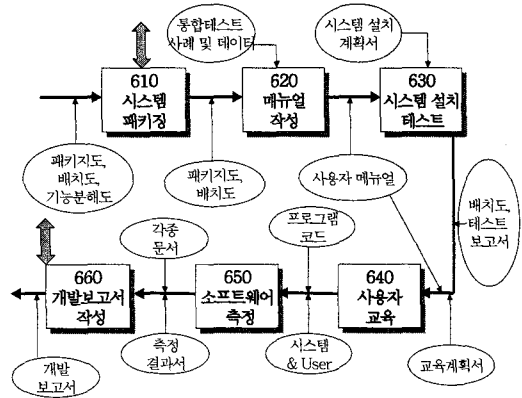 통합테스트
사례 및 데이터
시스템 설치
계획서
610
시스템
패키징
620
매뉴얼
작성
630
시스템 설치
테스트
패키지도,
배치도,
기능분해도
패키지도,
배치도
사용자 메뉴얼
배치도,
테스트
보고서
각종
문서
프로그램
코드
660
개발보고서
작성
650
소프트웨어
측정
640
사용자
교육
개발
보고서
측정
결과서
시스템
& User
교육계획서